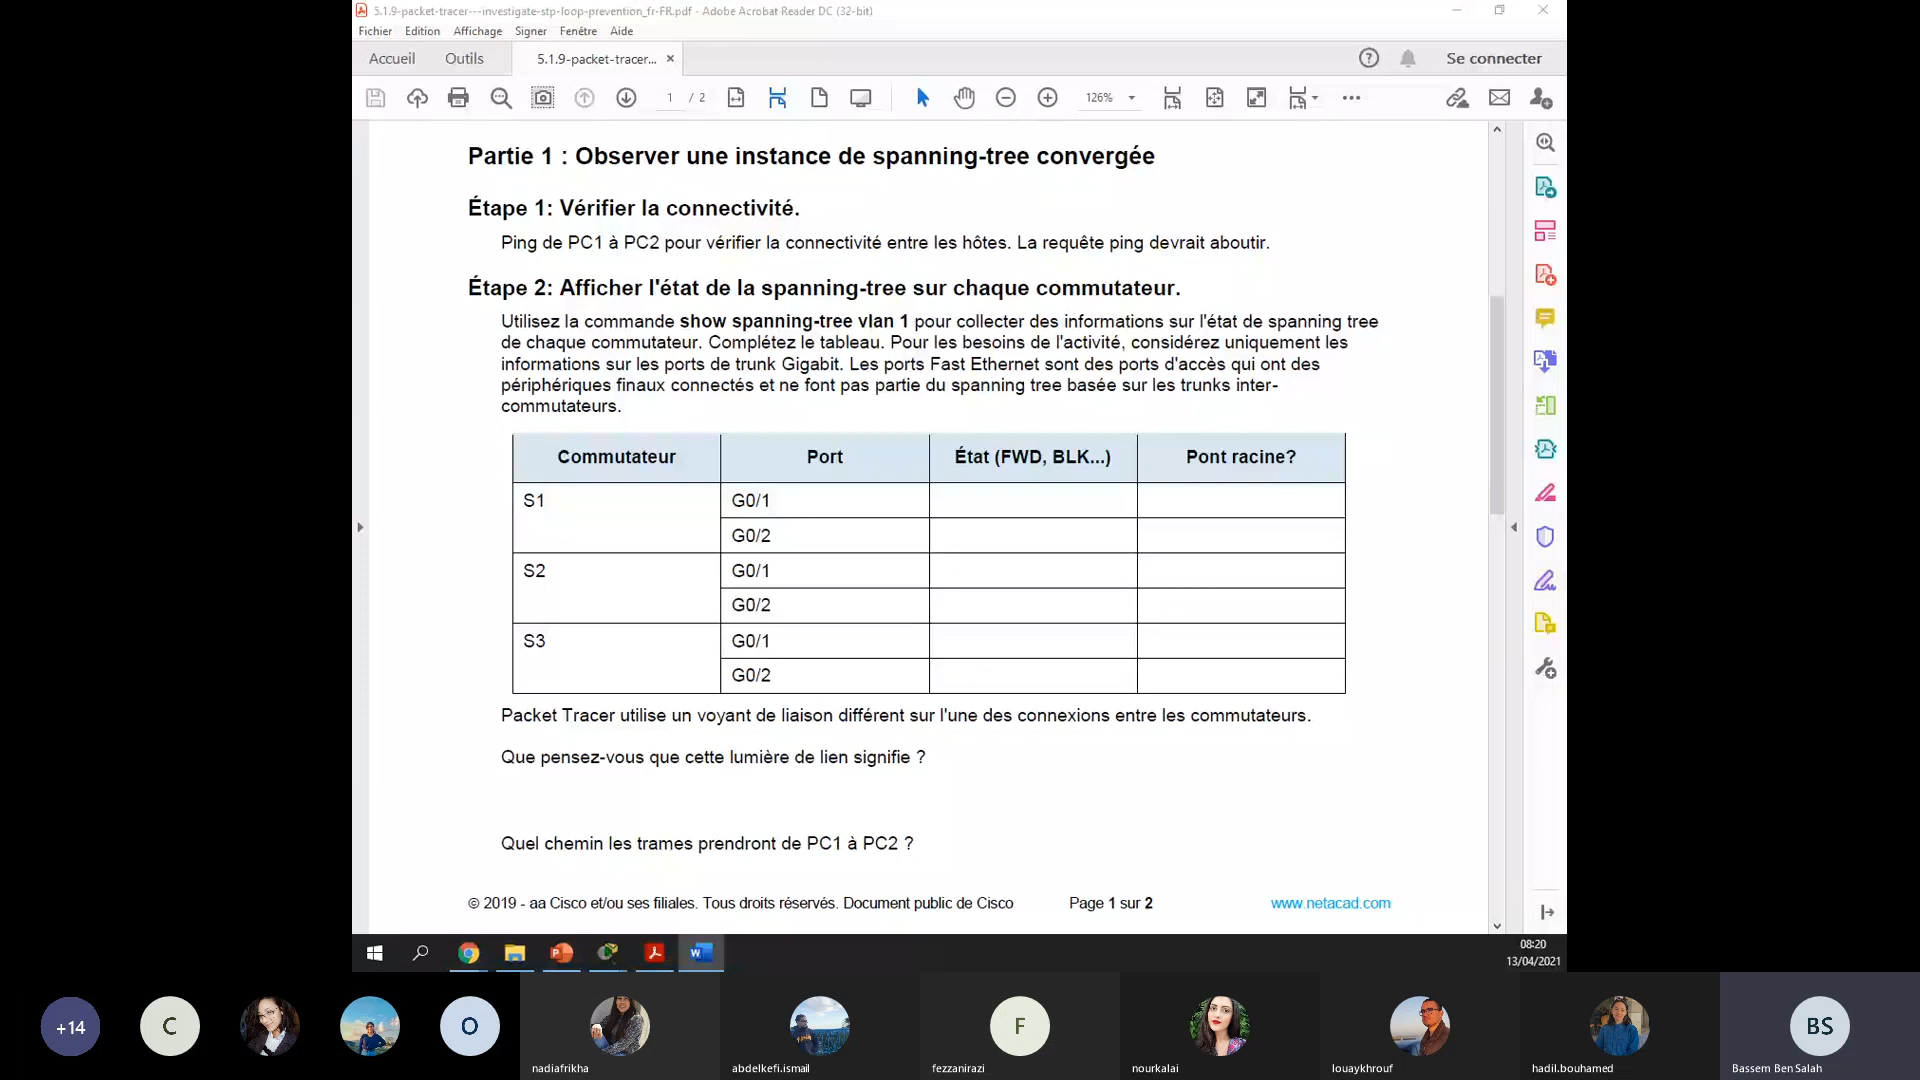 5.1.9-packet-tracer---investigate-stp-loop-prevention_fr-FR.pdf - Adobe Acrobat Reader DC (32-bit)
Fichier Edition Affichage Signer Fenêtre Aide
Accueil Outils 5.1.9-packet-tracer... × Se connecter
1 / 2 126%
Partie 1 : Observer une instance de spanning-tree convergée
Étape 1: Vérifier la connectivité.
Ping de PC1 à PC2 pour vérifier la connectivité entre les hôtes. La requête ping devrait aboutir.
Étape 2: Afficher l'état de la spanning-tree sur chaque commutateur.
Utilisez la commande show spanning-tree vlan 1 pour collecter des informations sur l'état de spanning tree
de chaque commutateur. Complétez le tableau. Pour les besoins de l'activité, considérez uniquement les
informations sur les ports de trunk Gigabit. Les ports Fast Ethernet sont des ports d'accès qui ont des
périphériques finaux connectés et ne font pas partie du spanning tree basée sur les trunks inter-
commutateurs.
Commutateur Port État (FWD, BLK...) Pont racine?
S1 G0/1
G0/2
S2 G0/1
G0/2
S3 G0/1
G0/2
Packet Tracer utilise un voyant de liaison différent sur l'une des connexions entre les commutateurs.
Que pensez-vous que cette lumière de lien signifie ?
Quel chemin les trames prendront de PC1 à PC2 ?
© 2019 - aa Cisco et/ou ses filiales. Tous droits réservés. Document public de Cisco Page 1 sur 2 www.netacad.com
08:20
13/04/2021
+14 C O F BS
nadiafrikha abdelkefi.ismail fezzanirazi nourkalai louaykhrouf hadil.bouhamed Bassem Ben Salah